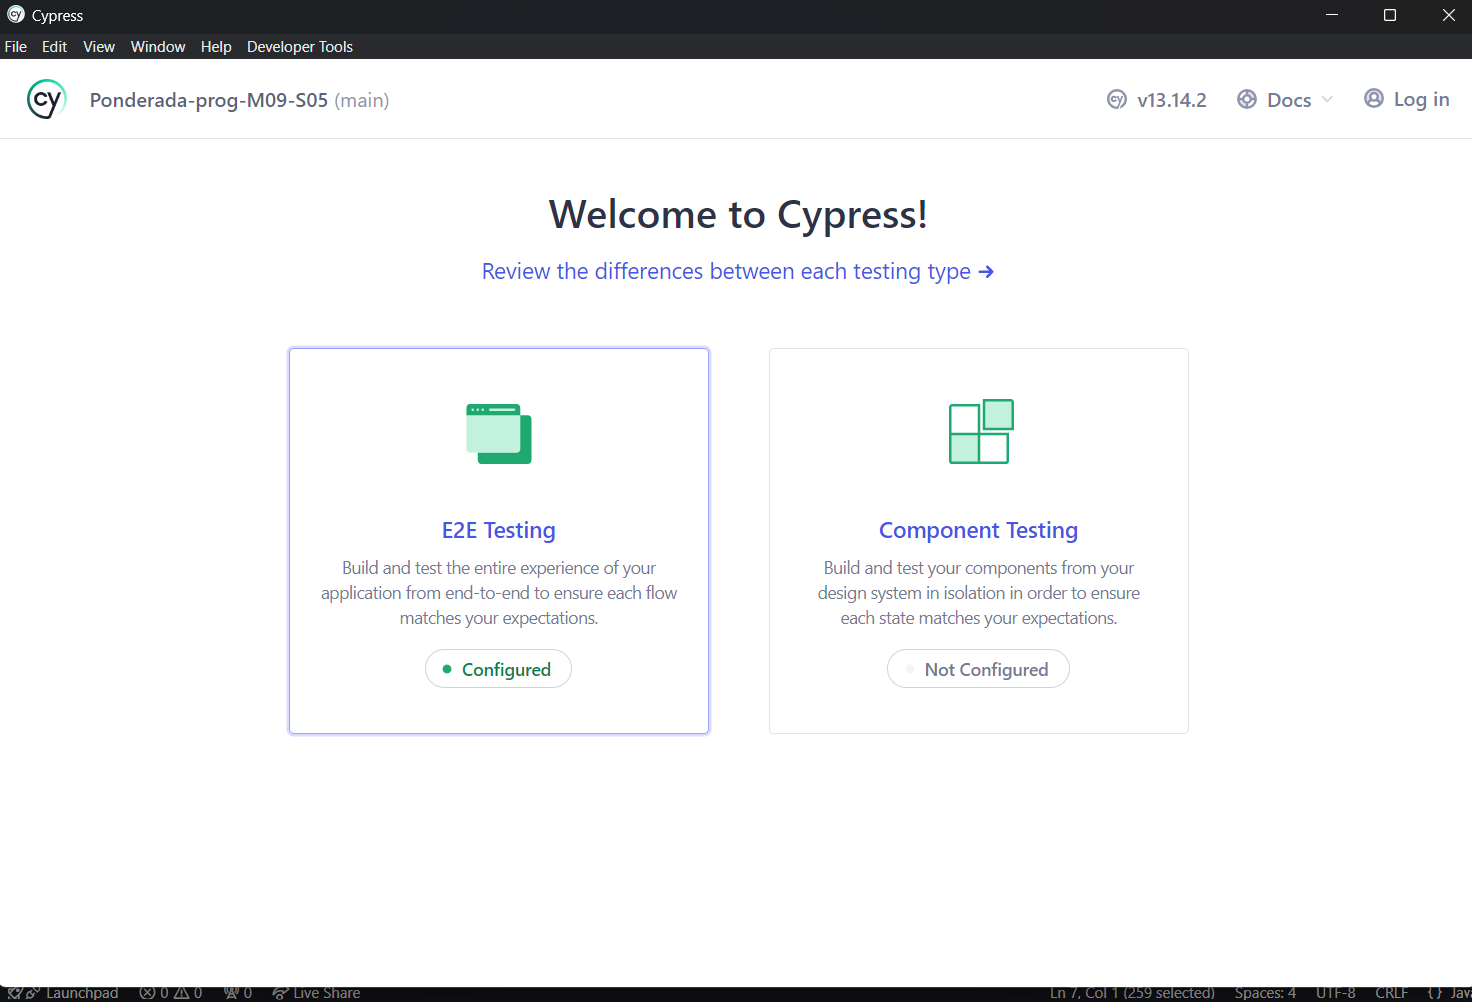 cy Cypress
File Edit View Window Help Developer Tools
cy Ponderada-prog-M09-S05 (main) cy v13.14.2 Docs Log in
Welcome to Cypress!
Review the differences between each testing type →
E2E Testing
Build and test the entire experience of your
application from end-to-end to ensure each flow
matches your expectations.
Configured
Component Testing
Build and test your components from your
design system in isolation in order to ensure
each state matches your expectations.
Not Configured
Launchpad 0 0 0 Live Share Ln 7, Col 1 (259 selected) Spaces: 4 UTF-8 CRLF {} Jav